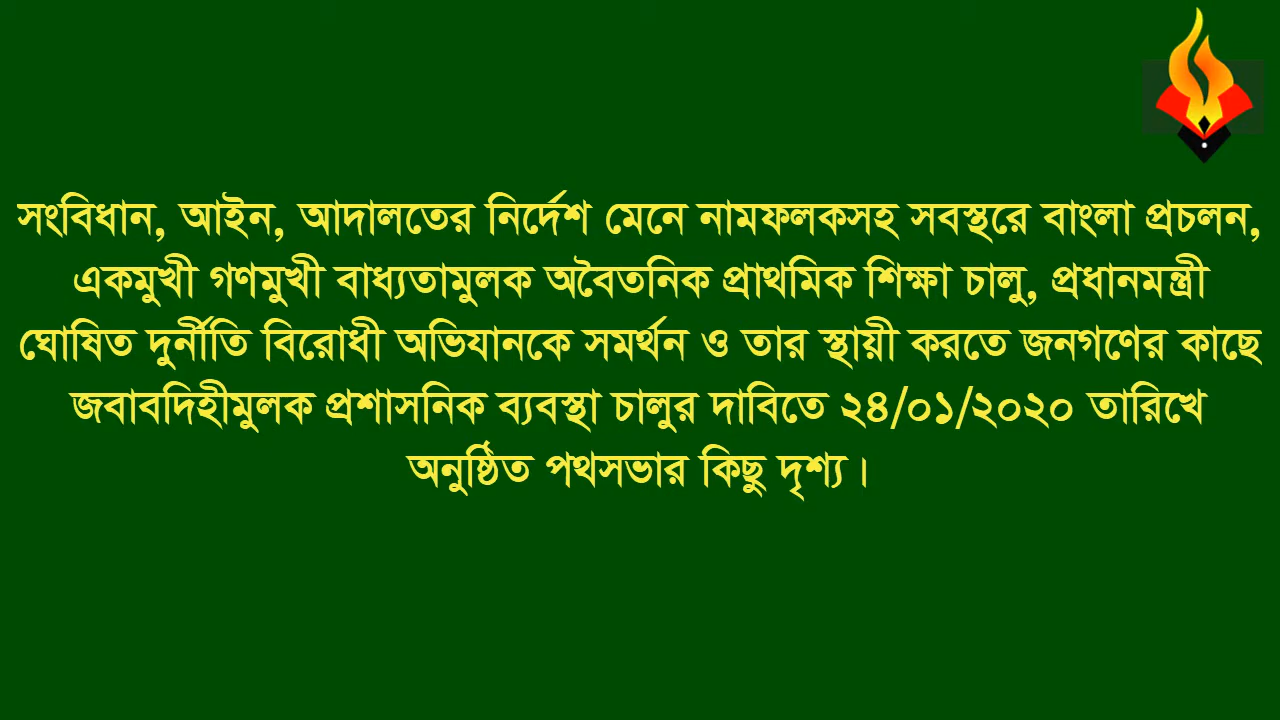 সংবিধান, আইন, আদালতের নির্দেশ মেনে নামফলকসহ সবস্থরে বাংলা প্রচলন,
একমুখী গণমুখী বাধ্যতামুলক অবৈতনিক প্রাথমিক শিক্ষা চালু, প্রধানমন্ত্রী
ঘোষিত দুর্নীতি বিরোধী অভিযানকে সমর্থন ও তার স্থায়ী করতে জনগণের কাছে
জবাবদিহীমুলক প্রশাসনিক ব্যবস্থা চালুর দাবিতে ২৪/০১/২০২০ তারিখে
অনুষ্ঠিত পথসভার কিছু দৃশ্য।